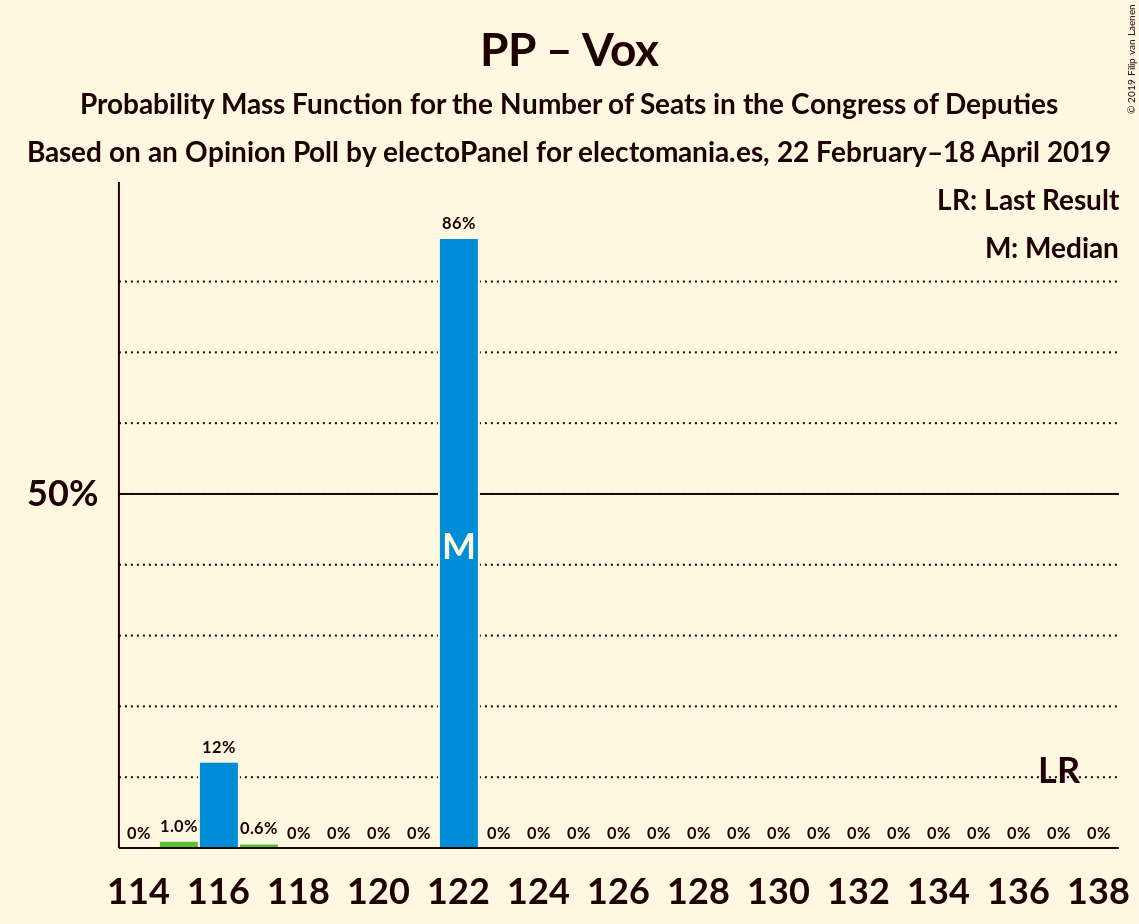 © 2019 Filip van Laenen
PP – Vox
Probability Mass Function for the Number of Seats in the Congress of Deputies
Based on an Opinion Poll by electoPanel for electomania.es, 22 February–18 April 2019
LR: Last Result
M: Median
86%
50%
M
12%
LR
0% 1.0% 0.6% 0% 0% 0% 0% 0% 0% 0% 0% 0% 0% 0% 0% 0% 0% 0% 0% 0% 0% 0% 0%
114 116 118 120 122 124 126 128 130 132 134 136 138